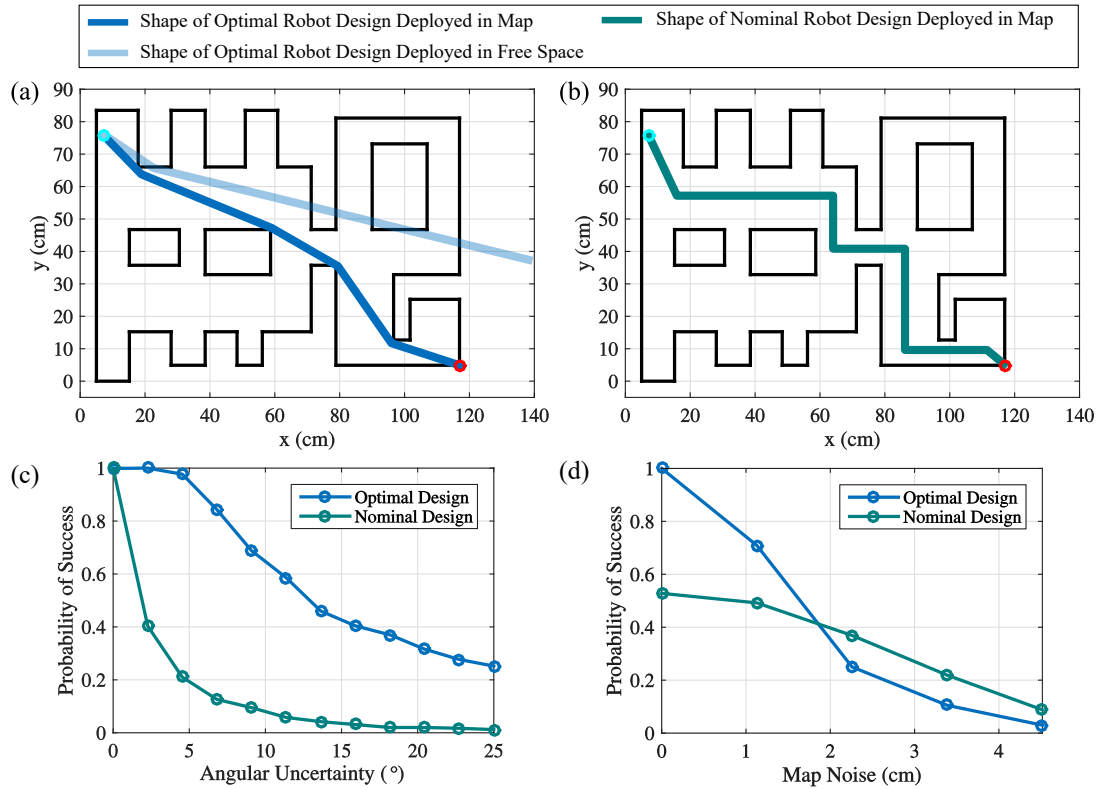 Shape of Optimal Robot Design Deployed in Map
Shape of Nominal Robot Design Deployed in Map
Shape of Optimal Robot Design Deployed in Free Space
(a)
90
80
70
60
50
40
30
20
10
0
y (cm)
0 20 40 60 80 100 120 140
x (cm)
(b)
90
80
70
60
50
40
30
20
10
0
y (cm)
0 20 40 60 80 100 120 140
x (cm)
(c)
1
0.8
0.6
0.4
0.2
0
Probability of Success
Optimal Design
Nominal Design
0 5 10 15 20 25
Angular Uncertainty (°)
(d)
1
0.8
0.6
0.4
0.2
0
Probability of Success
Optimal Design
Nominal Design
0 1 2 3 4
Map Noise (cm)